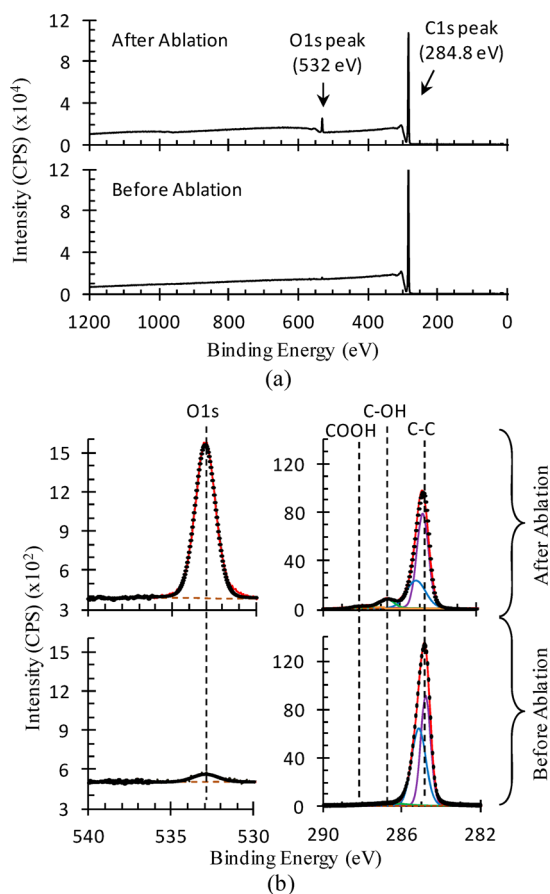 After Ablation
O1s peak
(532 eV)
C1s peak
(284.8 eV)
12
8
4
0
Before Ablation
12
8
4
0
Intensity (CPS) (x10⁴)
1200 1000 800 600 400 200 0
Binding Energy (eV)
(a)
O1s
COOH
C-OH
C-C
15
12
9
6
3
120
80
40
0
After Ablation
15
12
9
6
3
120
80
40
0
Before Ablation
Intensity (CPS) (x10²)
540 535 530
290 286 282
Binding Energy (eV)
(b)